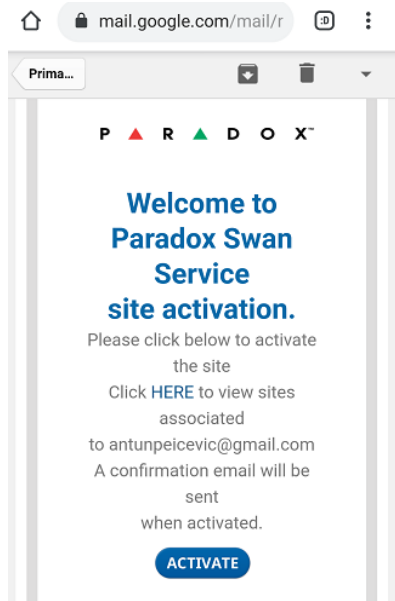 mail.google.com/mail/r
:D
Prima...
PARADOX™
Welcome to
Paradox Swan
Service
site activation.
Please click below to activate
the site
Click HERE to view sites
associated
to antunpeicevic@gmail.com
A confirmation email will be
sent
when activated.
ACTIVATE